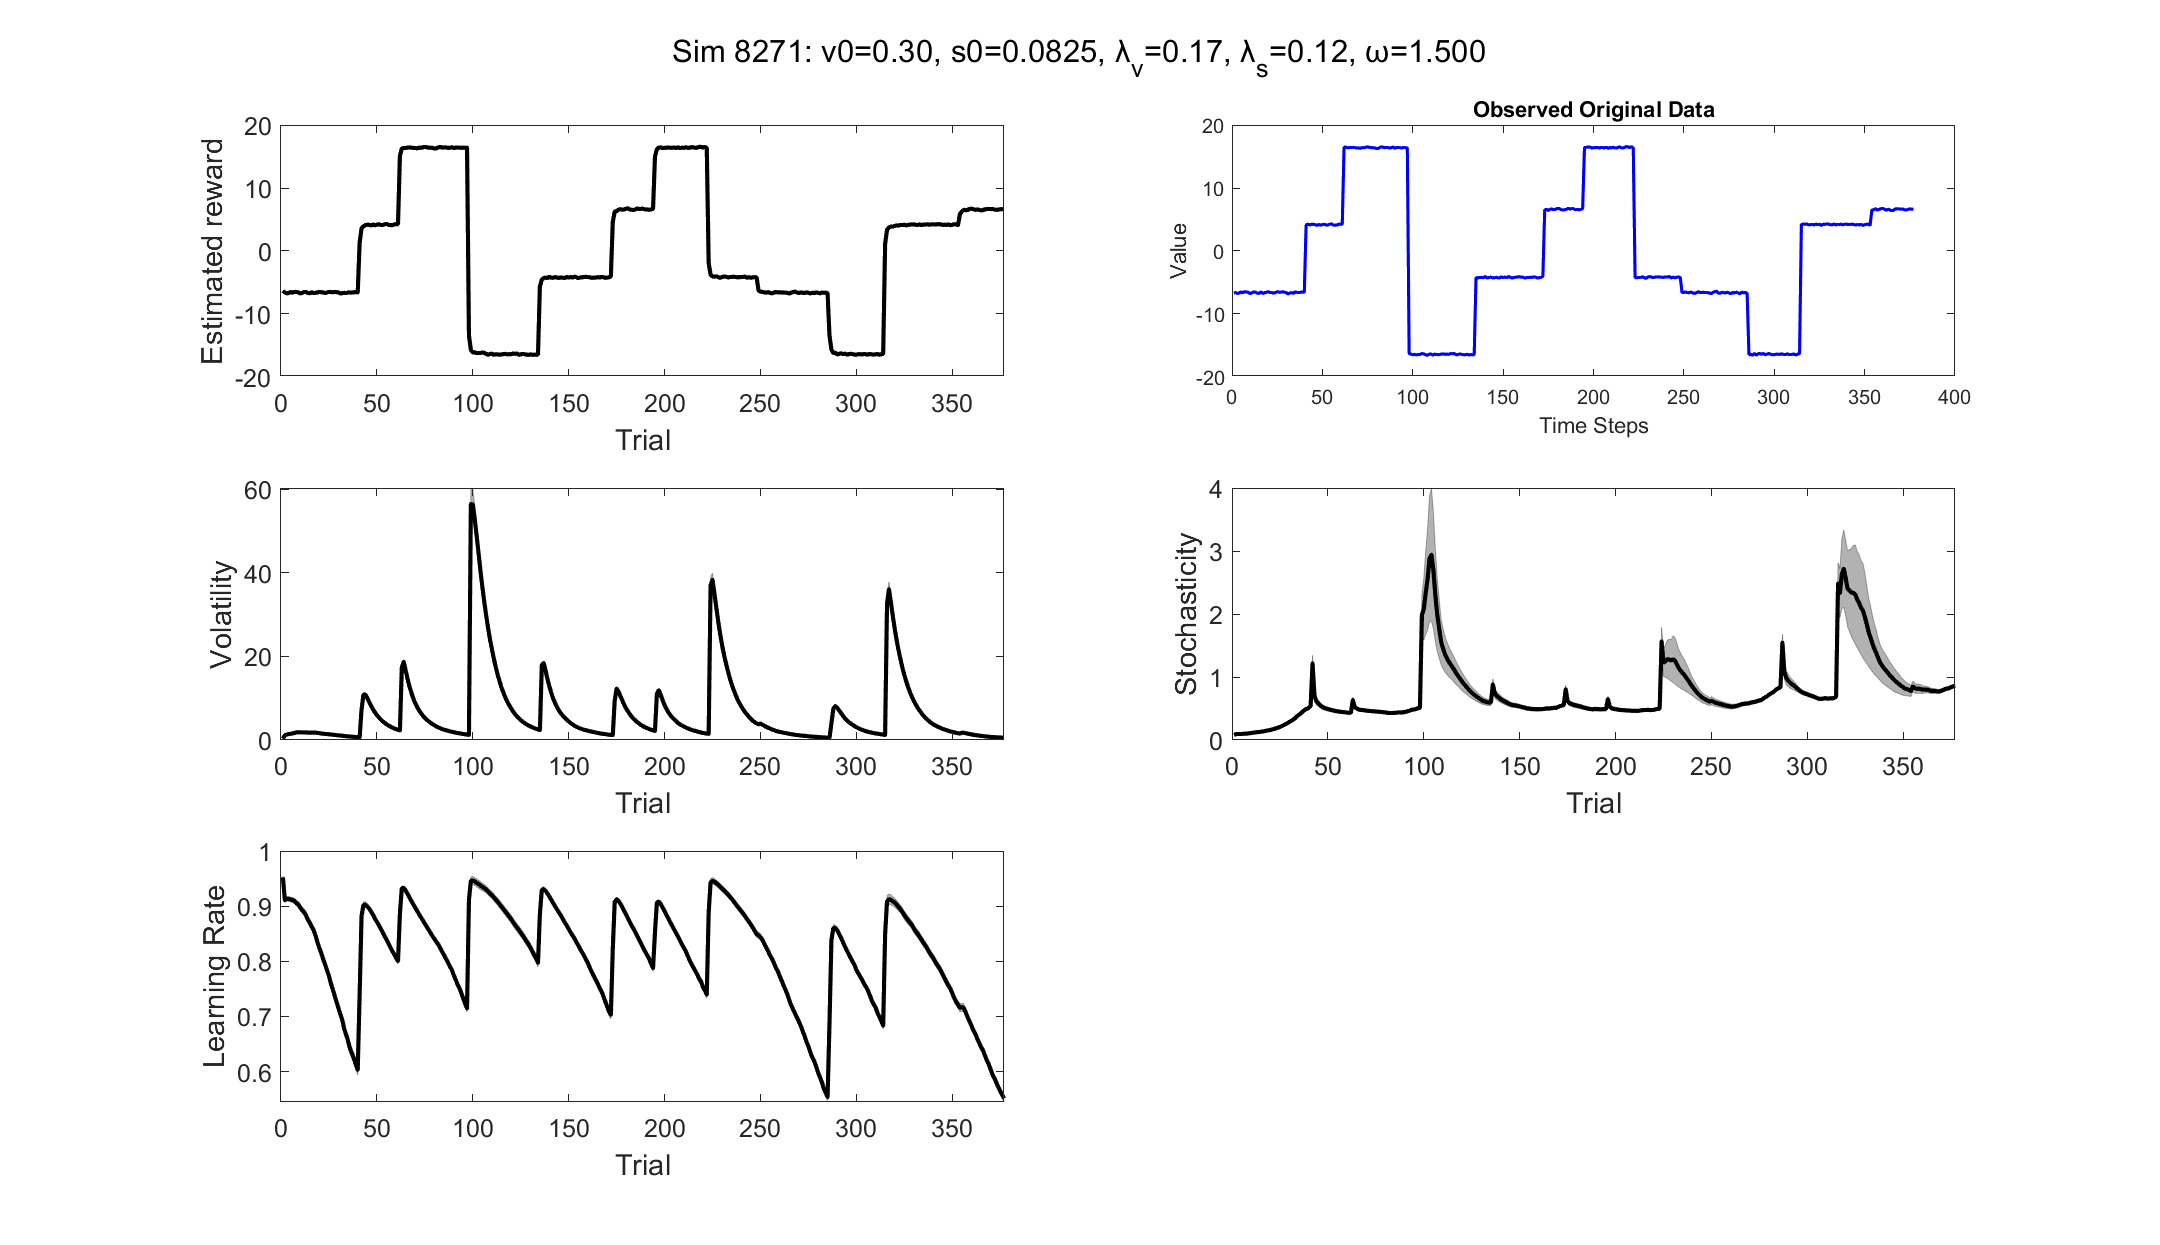 Sim 8271: v0=0.30, s0=0.0825, λ_v=0.17, λ_s=0.12, ω=1.500
20
10
0
-10
-20
Estimated reward
0 50 100 150 200 250 300 350
Trial
Observed Original Data
20
10
0
-10
-20
Value
0 50 100 150 200 250 300 350 400
Time Steps
60
40
20
0
Volatility
0 50 100 150 200 250 300 350
Trial
4
3
2
1
0
Stochasticity
0 50 100 150 200 250 300 350
Trial
1
0.9
0.8
0.7
0.6
Learning Rate
0 50 100 150 200 250 300 350
Trial